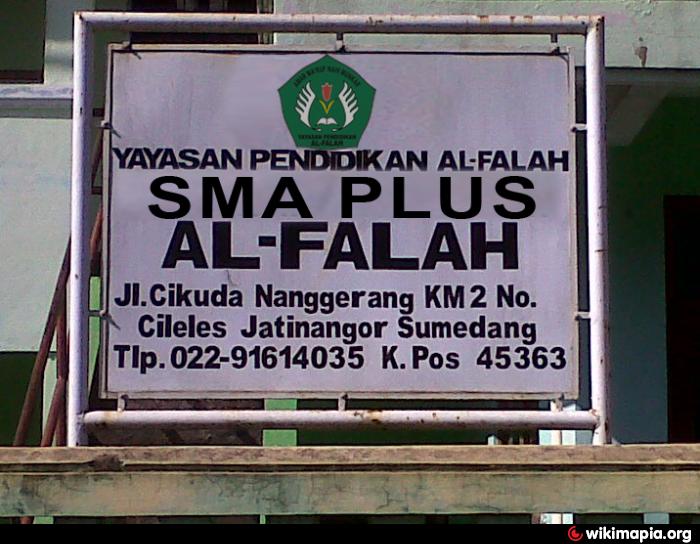 YAYASAN PENDIDIKAN
AL-FALAH
YAYASAN PENDIDIKAN AL-FALAH
SMA PLUS
AL-FALAH
Jl.Cikuda Nanggerang KM 2 No.
Cileles Jatinangor Sumedang
Tlp. 022-91614035 K. Pos 45363
wikimapia.org